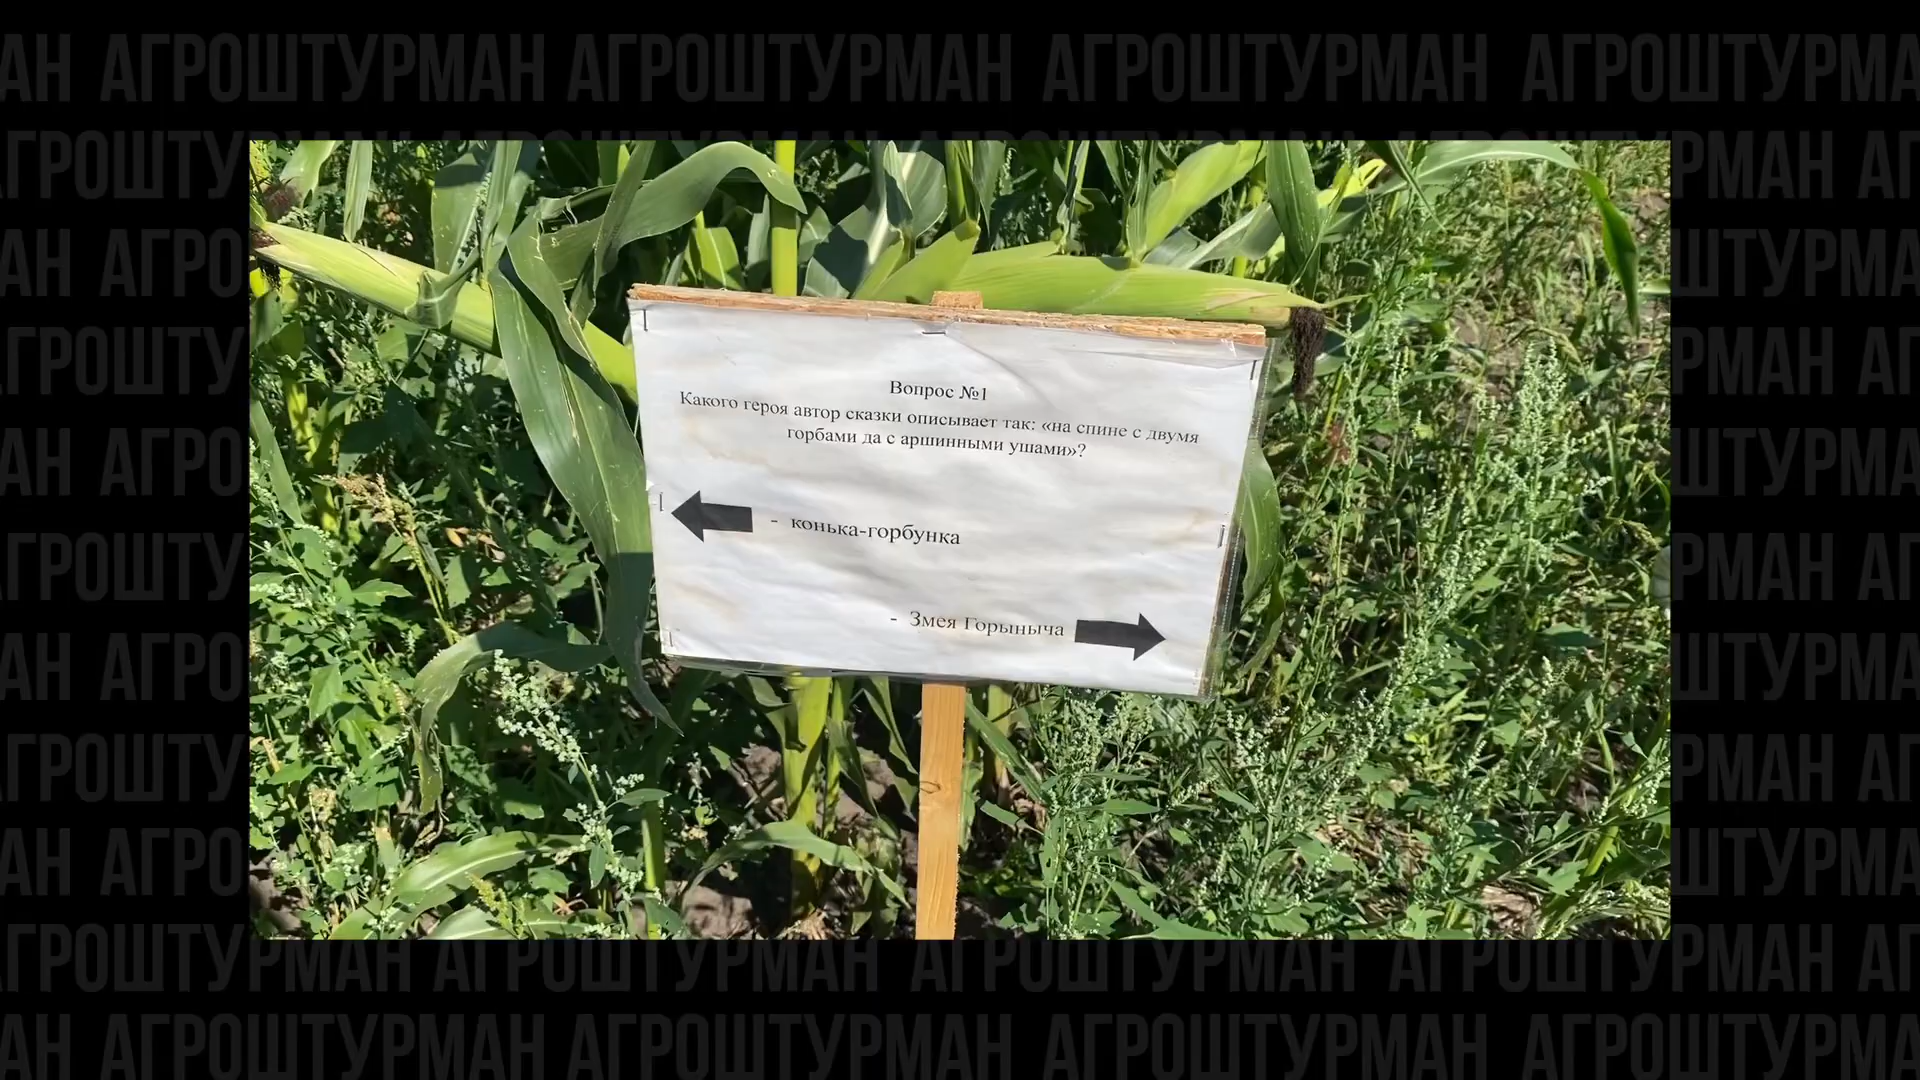 АГРОШТУРМАН АГРОШТУРМАН АГРОШТУРМАН
Вопрос №1
Какого героя автор сказки описывает так: «на спине с двумя
горбами да с аршинными ушами»?
- конька-горбунка
- Змея Горыныча